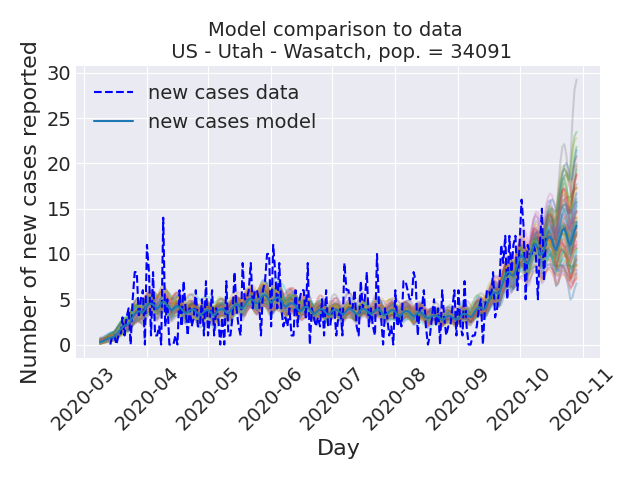 Model comparison to data
US - Utah - Wasatch, pop. = 34091
Number of new cases reported
30
25
20
15
10
5
0
new cases data
new cases model
2020-03
2020-04
2020-05
2020-06
2020-07
2020-08
2020-09
2020-10
2020-11
Day